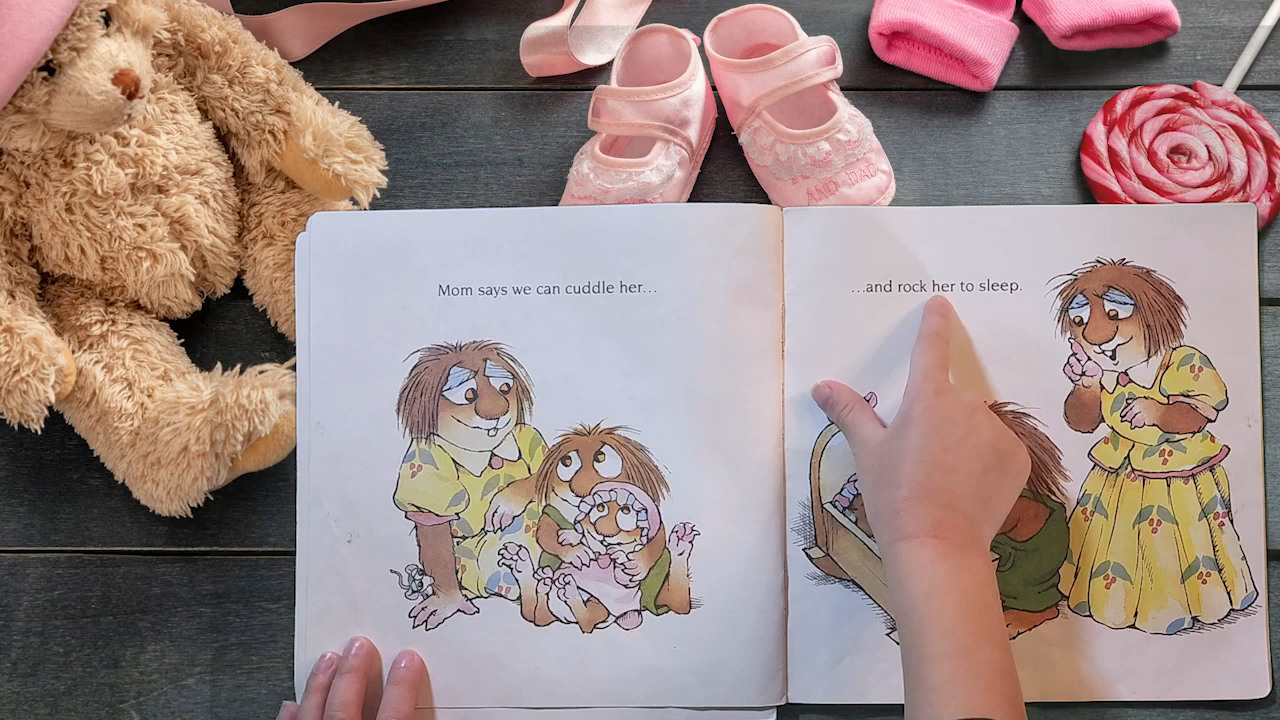 AND DAD
Mom says we can cuddle her...
...and rock her to sleep.